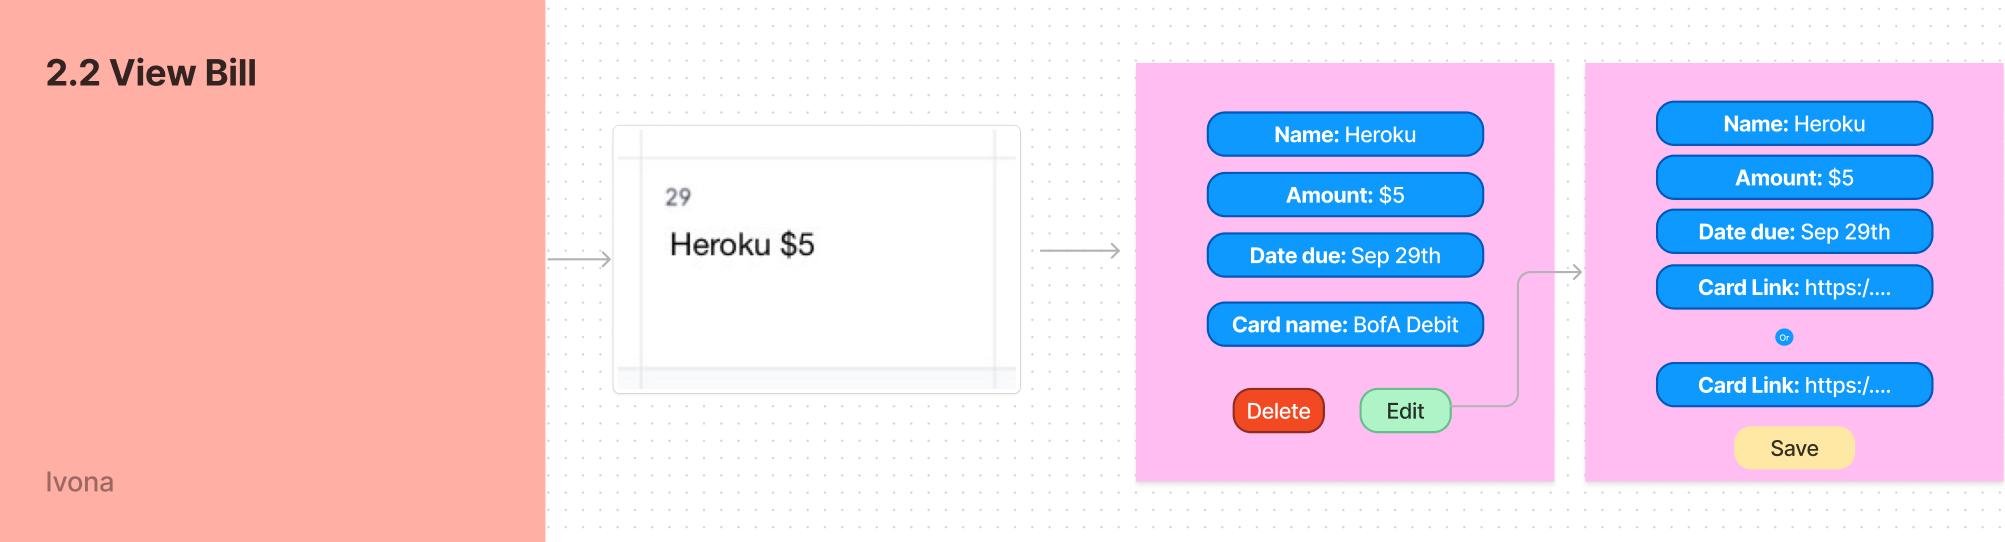 2.2 View Bill
Ivona
29
Heroku $5
Name: Heroku
Amount: $5
Date due: Sep 29th
Card name: BofA Debit
Delete
Edit
Name: Heroku
Amount: $5
Date due: Sep 29th
Card Link: https:/....
Or
Card Link: https:/....
Save